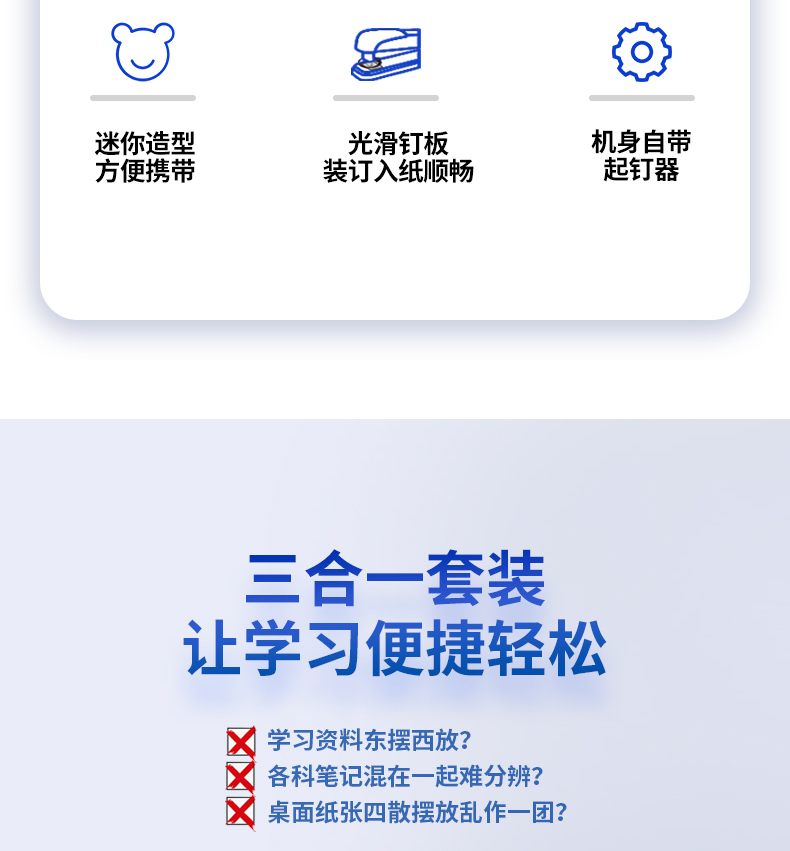 迷你造型
方便携带
光滑钉板
装订入纸顺畅
机身自带
起钉器
三合一套装
让学习便捷轻松
学习资料东摆西放?
各科笔记混在一起难分辨?
桌面纸张四散摆放乱作一团?